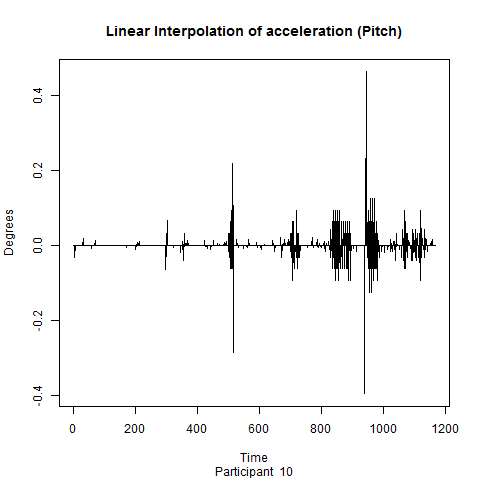 Linear Interpolation of acceleration (Pitch)
Degrees
0.4
0.2
0.0
-0.2
-0.4
0 200 400 600 800 1000 1200
Time
Participant 10